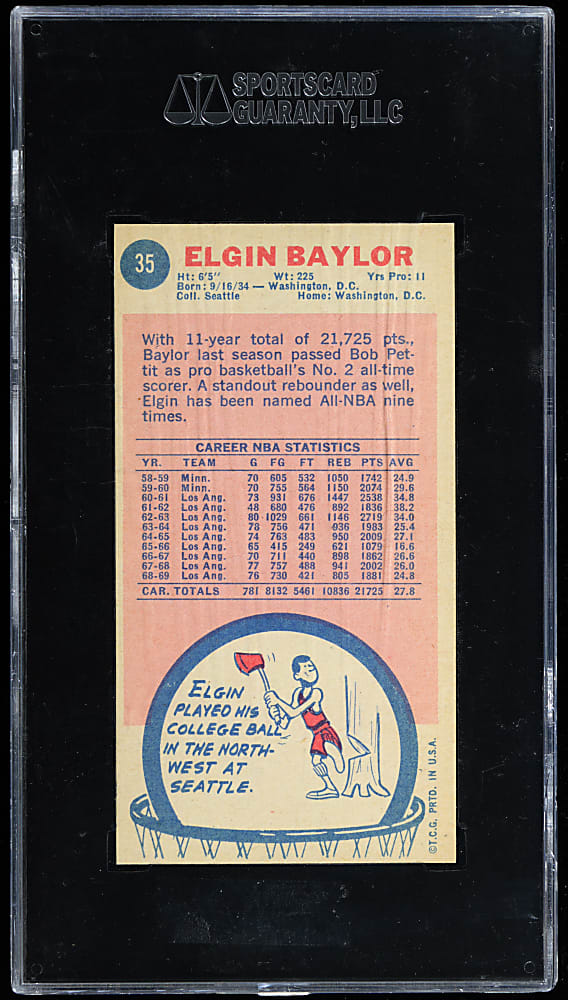 SPORTSCARD
GUARANTY, LLC
35
ELGIN BAYLOR
Ht: 6'5" Wt: 225 Yrs Pro: 11
Born: 9/16/34 — Washington, D.C.
Coll. Seattle Home: Washington, D.C.
With 11-year total of 21,725 pts.,
Baylor last season passed Bob Pet-
tit as pro basketball's No. 2 all-time
scorer. A standout rebounder as well,
Elgin has been named All-NBA nine
times.
CAREER NBA STATISTICS
YR. TEAM G FG FT REB PTS AVG
58-59 Minn. 70 605 532 1050 1742 24.9
59-60 Minn. 70 755 564 1150 2074 29.6
60-61 Los Ang. 73 931 676 1447 2538 34.8
61-62 Los Ang. 48 680 476 892 1836 38.2
62-63 Los Ang. 80 1029 661 1146 2719 34.0
63-64 Los Ang. 78 756 471 936 1983 25.4
64-65 Los Ang. 74 763 483 950 2009 27.1
65-66 Los Ang. 65 415 249 621 1079 16.6
66-67 Los Ang. 70 711 440 898 1862 26.6
67-68 Los Ang. 77 757 488 941 2002 26.0
68-69 Los Ang. 76 730 421 805 1881 24.8
CAR. TOTALS 781 8132 5461 10836 21725 27.8
ELGIN
PLAYED HIS
COLLEGE BALL
IN THE NORTH-
WEST AT
SEATTLE.
©T.C.G. PRTD. IN U.S.A.